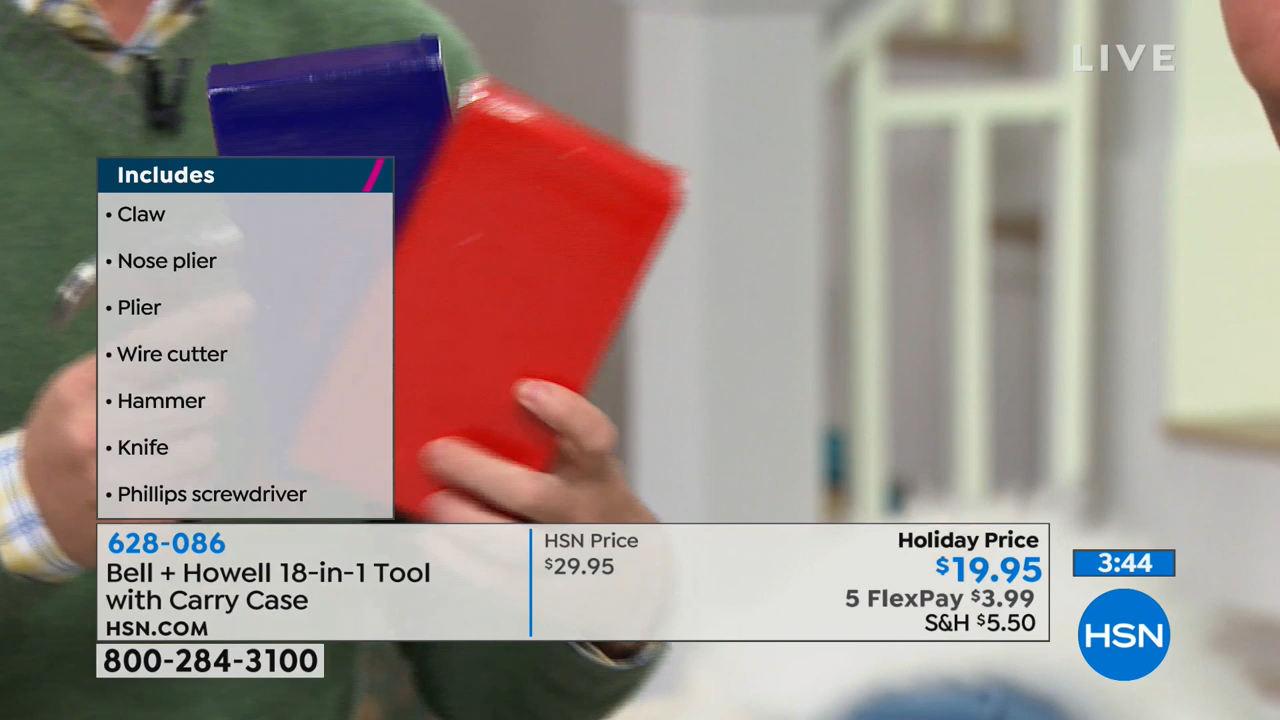 LIVE
Includes
• Claw
• Nose plier
• Plier
• Wire cutter
• Hammer
• Knife
• Phillips screwdriver
628-086
Bell + Howell 18-in-1 Tool
with Carry Case
HSN.COM
800-284-3100
HSN Price
$29.95
Holiday Price
$19.95
5 FlexPay $3.99
S&H $5.50
3:44
HSN